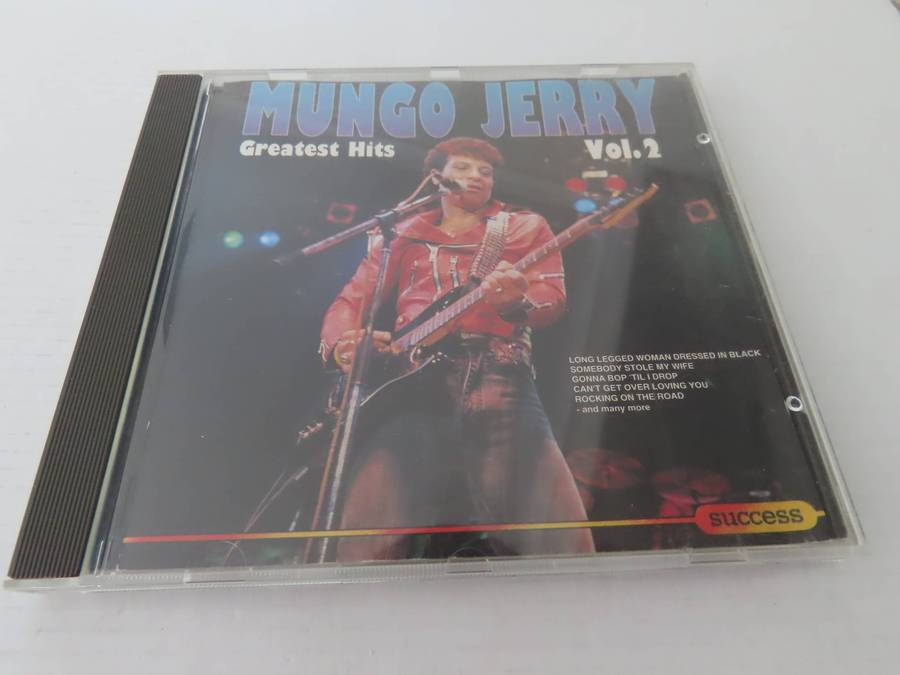 MUNGO JERRY
Greatest Hits Vol.2
LONG LEGGED WOMAN DRESSED IN BLACK
SOMEBODY STOLE MY WIFE
GONNA BOP 'TIL I DROP
CAN'T GET OVER LOVING YOU
ROCKING ON THE ROAD
- and many more
success